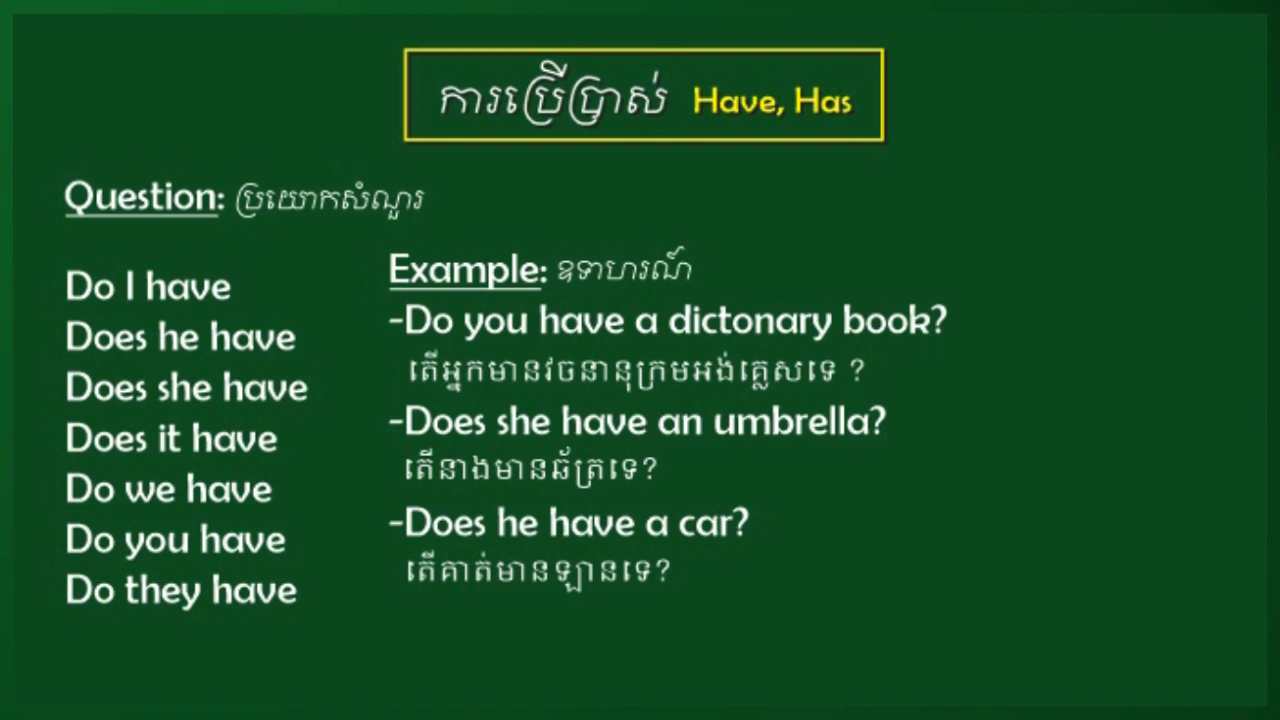 ការប្រើប្រាស់ Have, Has
Question: ប្រយោកសំណួរ
Do I have
Does he have
Does she have
Does it have
Do we have
Do you have
Do they have
Example: ឧទាហរណ៍
-Do you have a dictonary book?
តើអ្នកមានវចនានុក្រមអង់គ្លេសទេ ?
-Does she have an umbrella?
តើនាងមានឆ័ត្រទេ?
-Does he have a car?
តើគាត់មានឡានទេ?